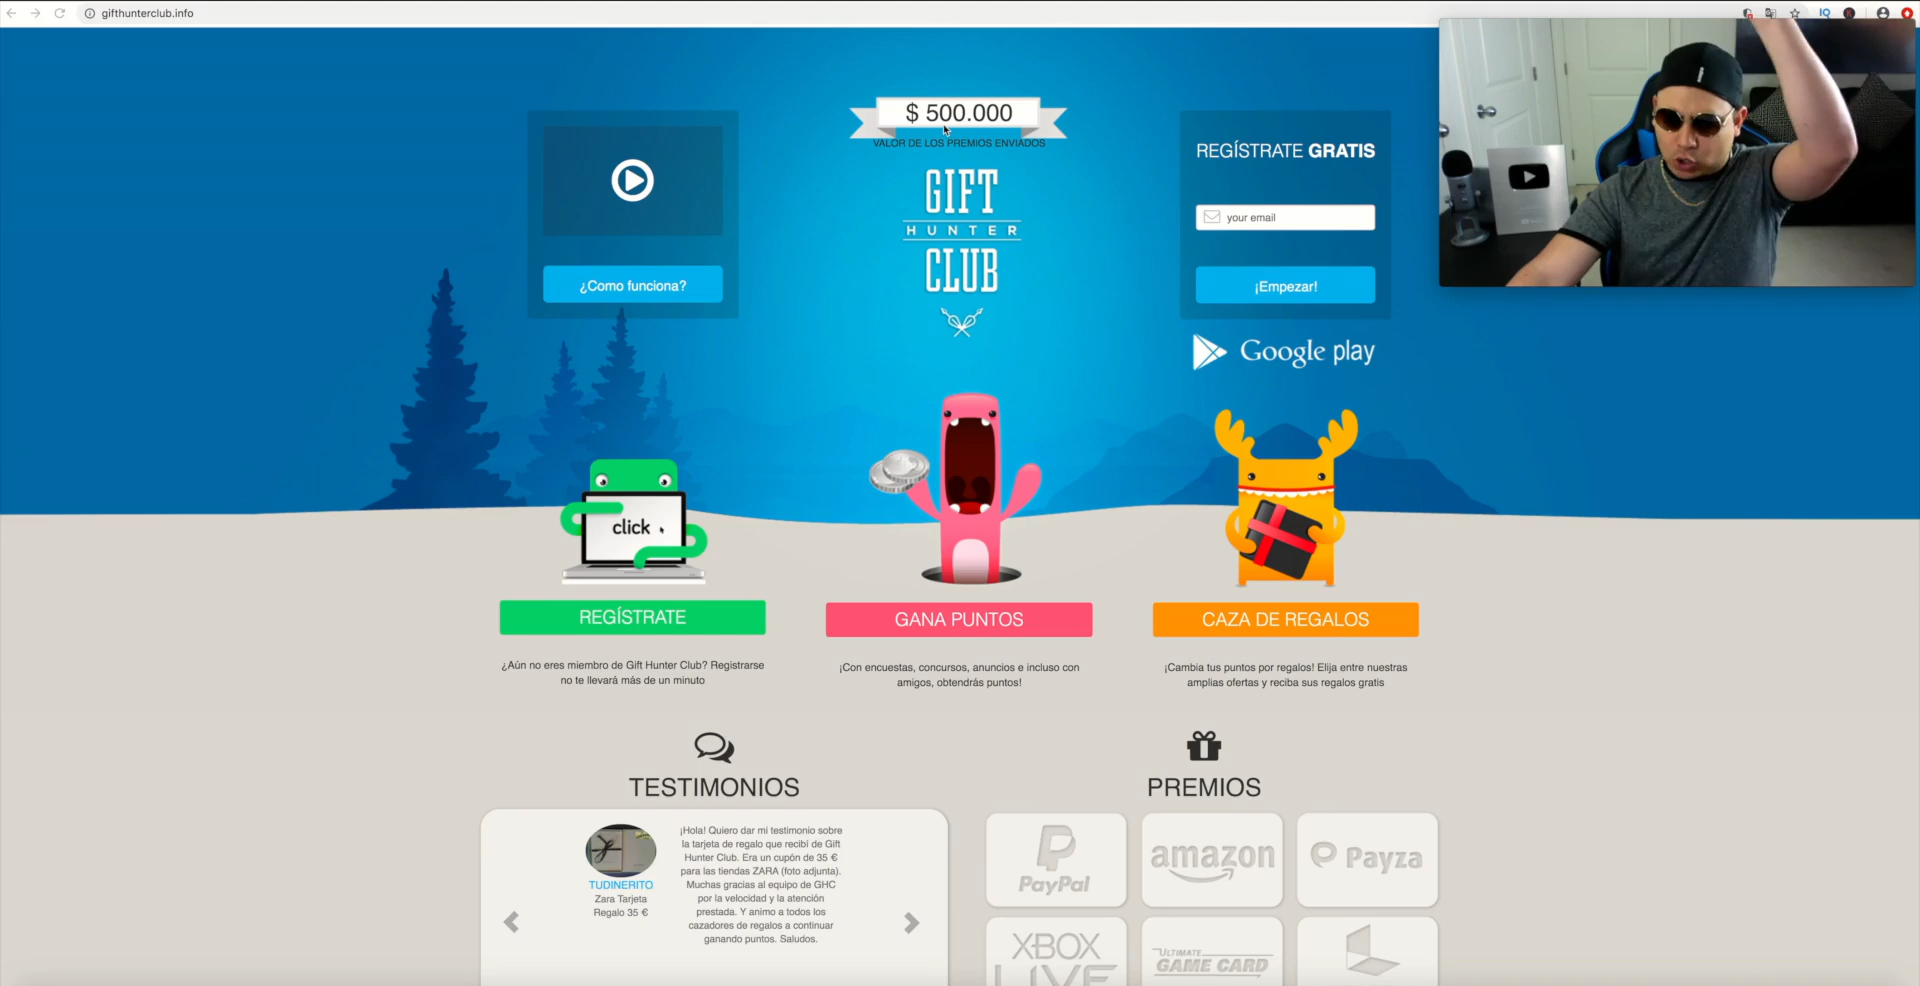 gifthunterclub.info
IQ
$ 500.000
VALOR DE LOS PREMIOS ENVIADOS
GIFT
HUNTER
CLUB
¿Como funciona?
REGÍSTRATE GRATIS
your email
¡Empezar!
Google play
click
REGÍSTRATE
GANA PUNTOS
CAZA DE REGALOS
¿Aún no eres miembro de Gift Hunter Club? Registrarse
no te llevará más de un minuto
¡Con encuestas, concursos, anuncios e incluso con
amigos, obtendrás puntos!
¡Cambia tus puntos por regalos! Elija entre nuestras
amplias ofertas y reciba sus regalos gratis
TESTIMONIOS
TUDINERITO
Zara Tarjeta
Regalo 35 €
¡Hola! Quiero dar mi testimonio sobre
la tarjeta de regalo que recibí de Gift
Hunter Club. Era un cupón de 35 €
para las tiendas ZARA (foto adjunta).
Muchas gracias al equipo de GHC
por la velocidad y la atención
prestada. Y animo a todos los
cazadores de regalos a continuar
ganando puntos. Saludos.
PREMIOS
PayPal
amazon
Payza
XBOX
LIVE
ULTIMATE
GAME CARD